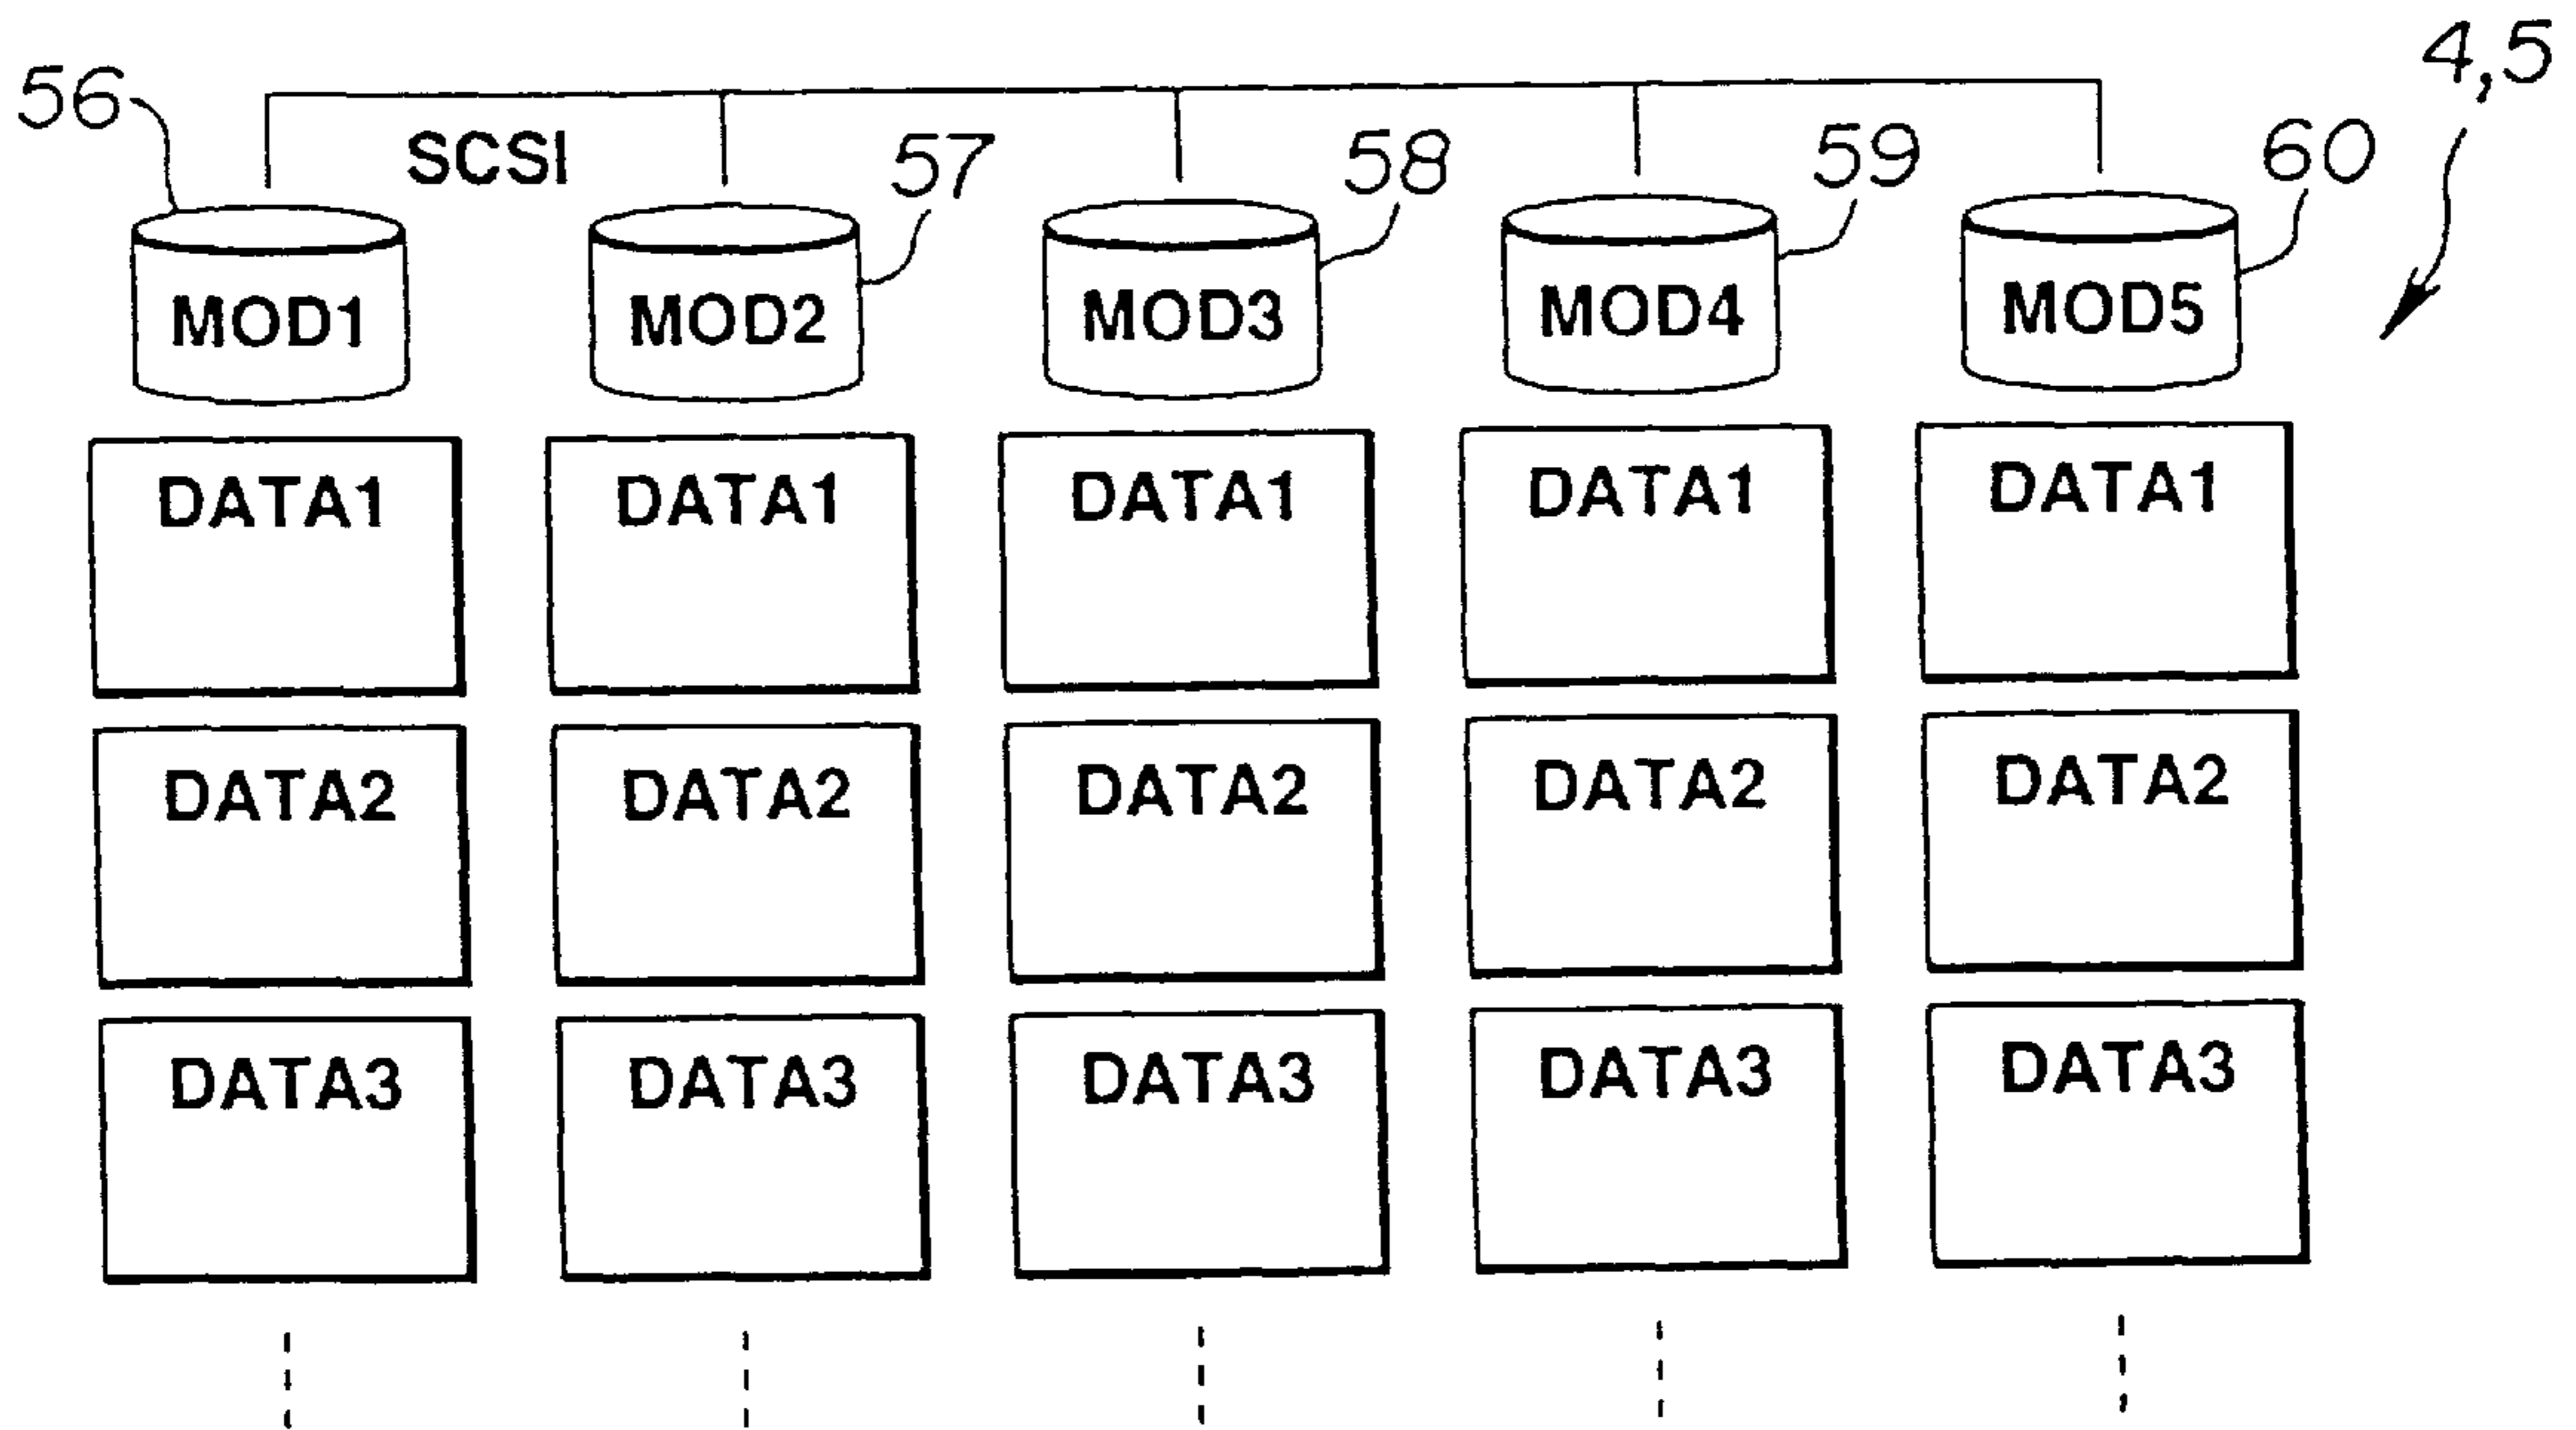 4,5
56 SCSI 57 58 59 60
MOD1 MOD2 MOD3 MOD4 MOD5
DATA1 DATA1 DATA1 DATA1 DATA1
DATA2 DATA2 DATA2 DATA2 DATA2
DATA3 DATA3 DATA3 DATA3 DATA3